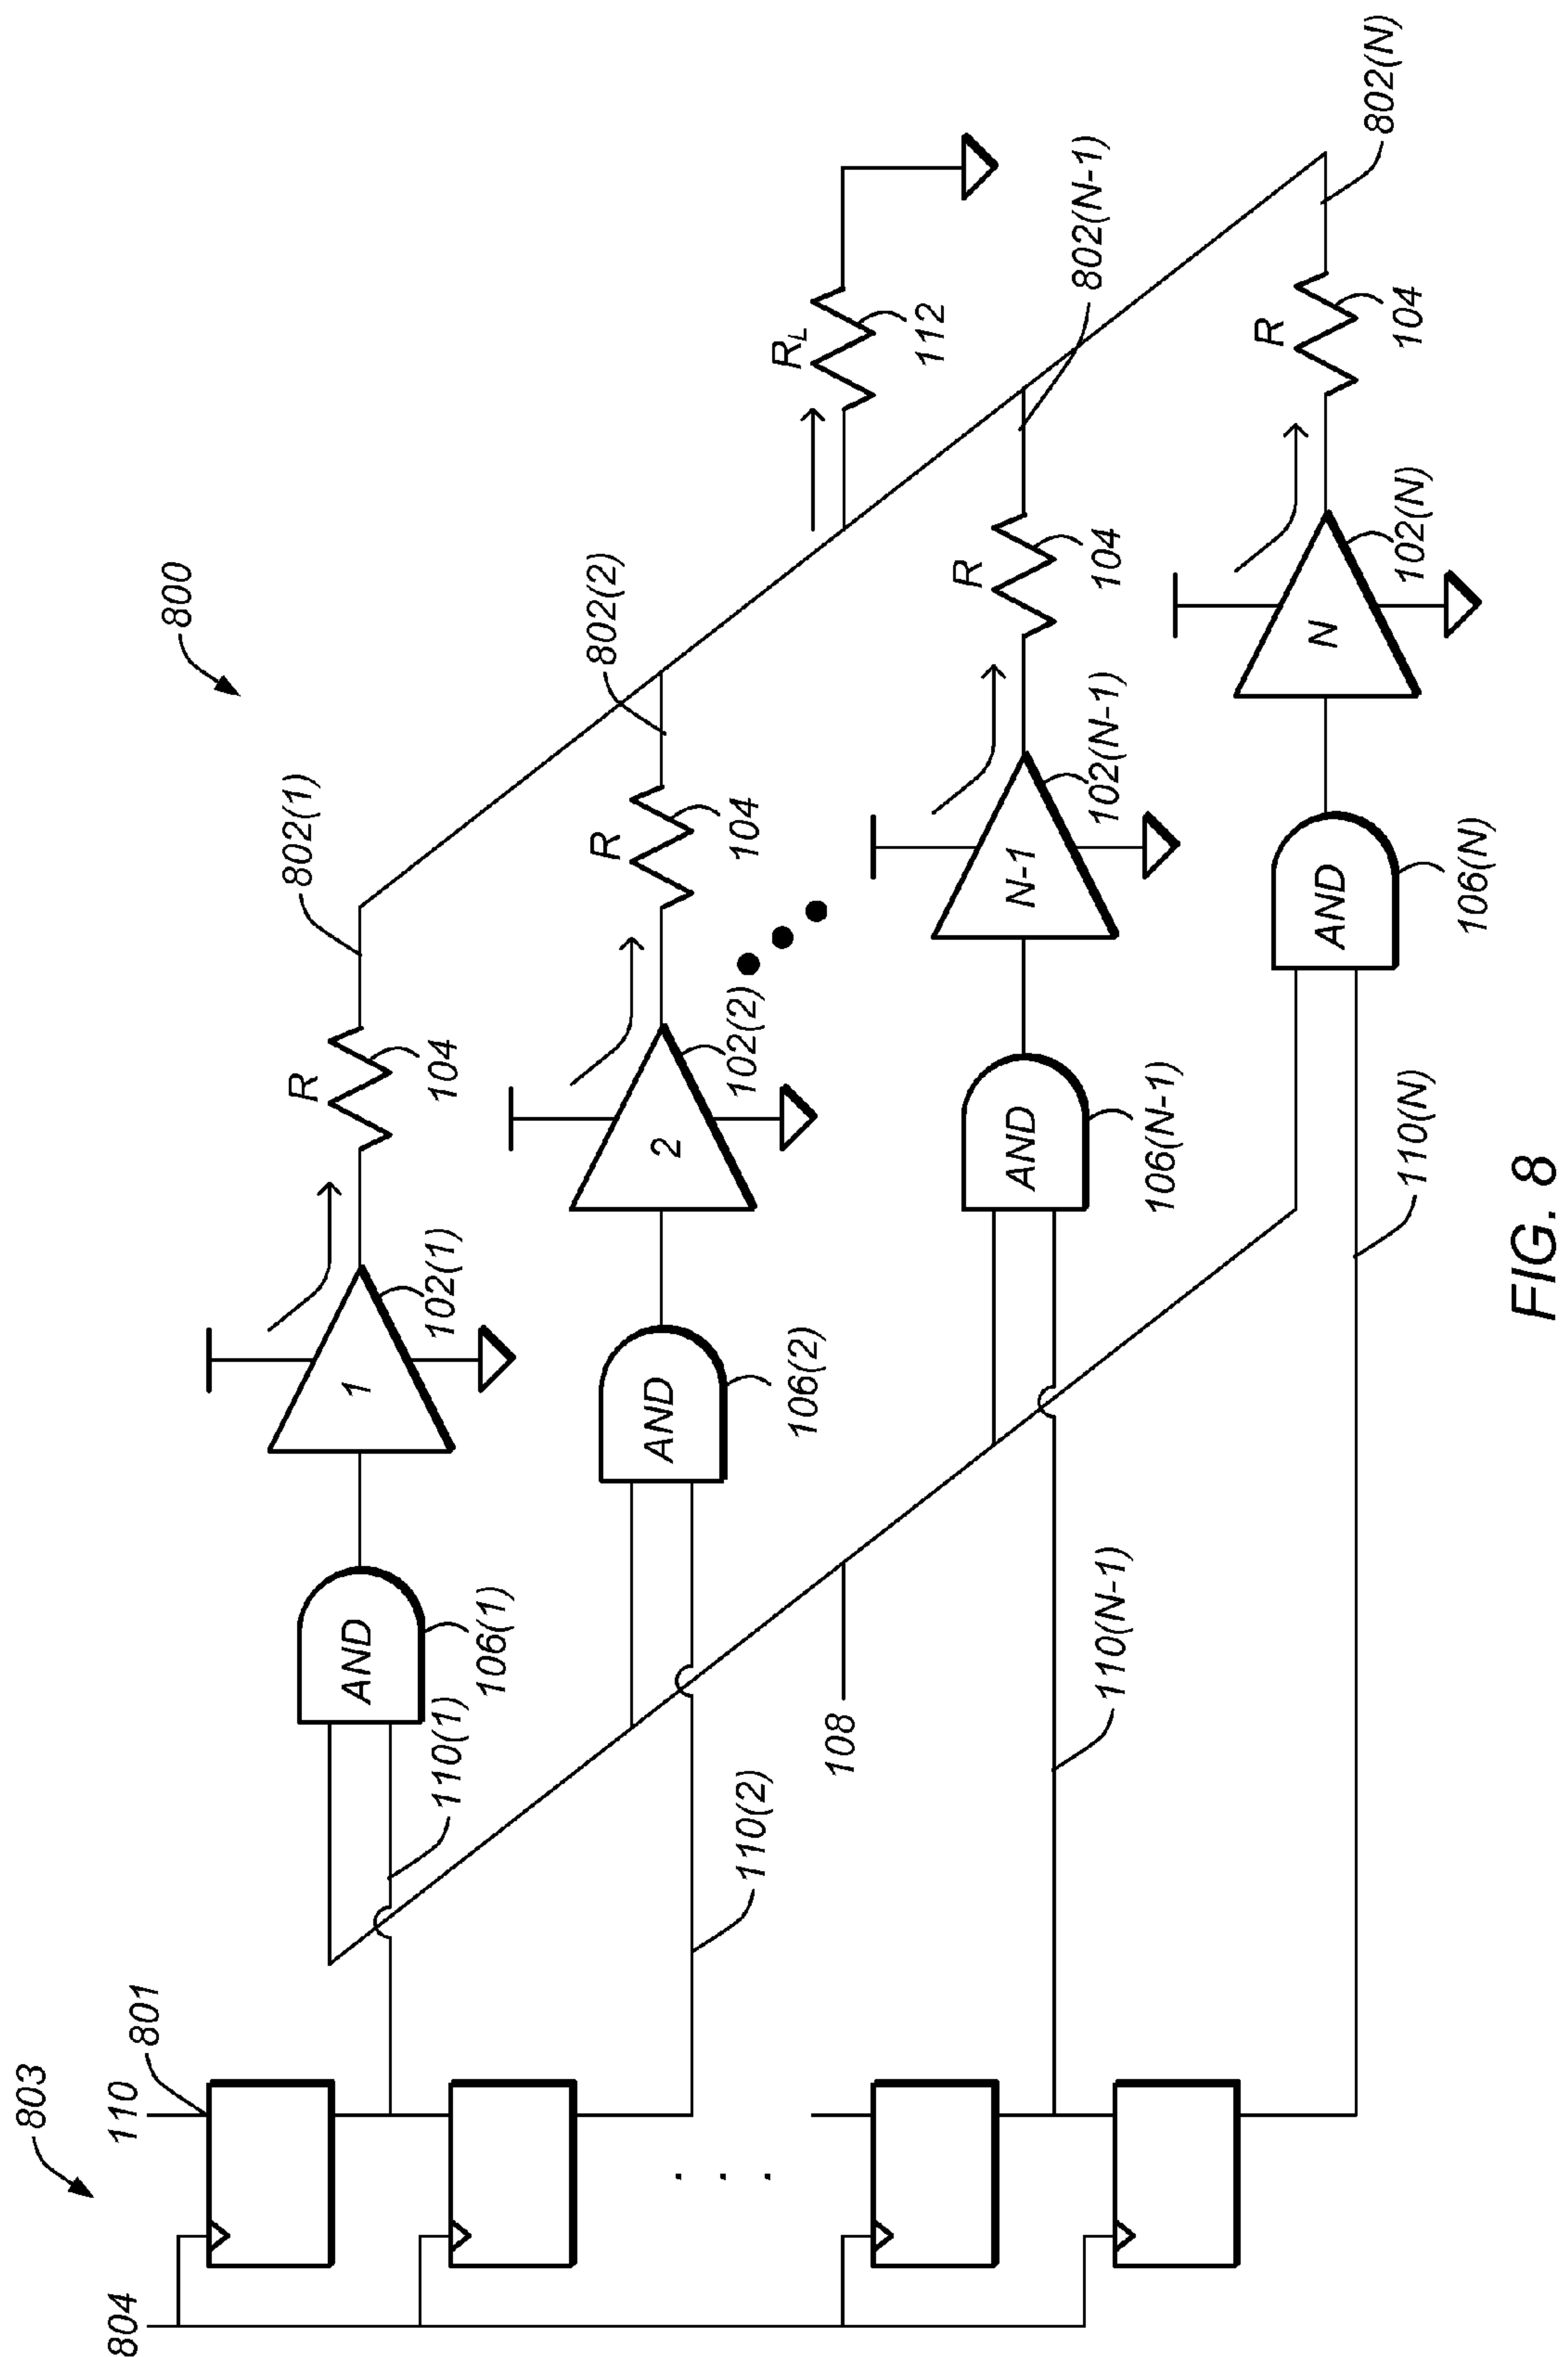 800
803
804
110
801
802(1)
R
104
1
102(1)
AND
106(1)
110(1)
802(2)
R
104
2
102(2)
AND
106(2)
110(2)
RL
112
108
802(N-1)
R
104
N-1
102(N-1)
AND
106(N-1)
110(N-1)
802(N)
R
104
N
102(N)
AND
106(N)
110(N)
FIG. 8